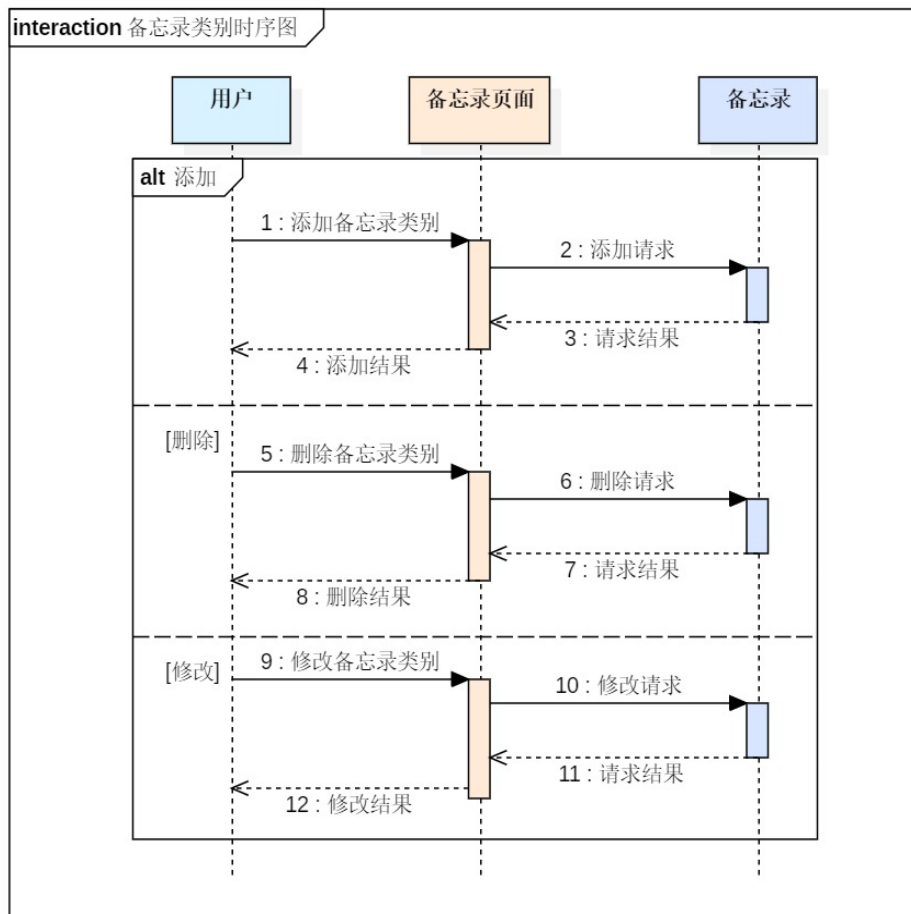 interaction 备忘录类别时序图
用户
备忘录页面
备忘录
alt 添加
1 : 添加备忘录类别
2 : 添加请求
3 : 请求结果
4 : 添加结果
[删除]
5 : 删除备忘录类别
6 : 删除请求
7 : 请求结果
8 : 删除结果
[修改]
9 : 修改备忘录类别
10 : 修改请求
11 : 请求结果
12 : 修改结果